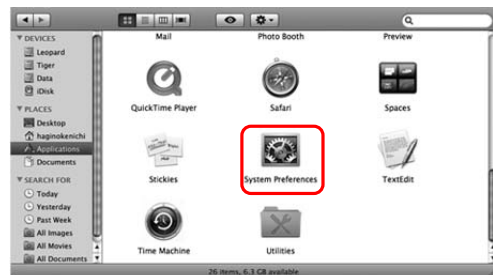 ▼ DEVICES
Leopard
Tiger
Data
iDisk
▼ PLACES
Desktop
haginokenichi
Applications
Documents
▼ SEARCH FOR
Today
Yesterday
Past Week
All Images
All Movies
All Documents
Mail Photo Booth Preview
QuickTime Player Safari Spaces
Stickies System Preferences TextEdit
Time Machine Utilities
26 items, 6.3 GB available